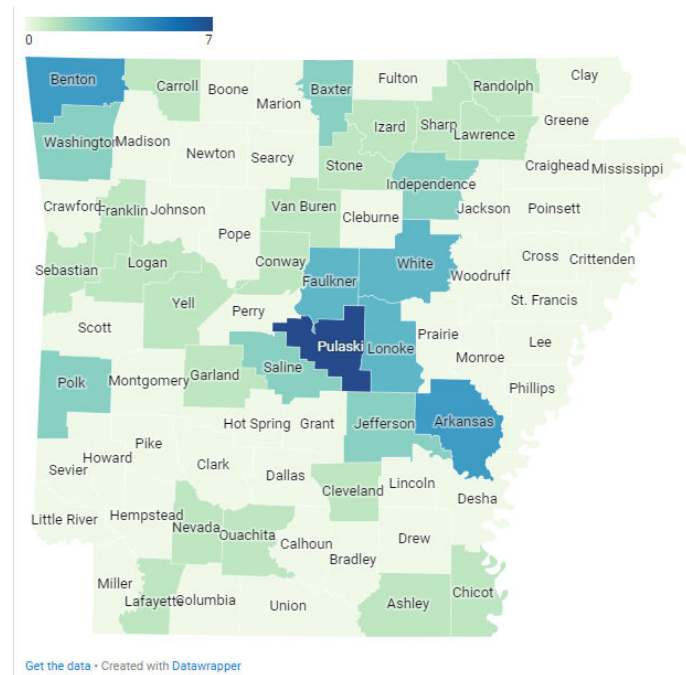 0 7
Benton Carroll Boone Marion Baxter Fulton Randolph Clay
Washington Madison Newton Searcy Stone Izard Sharp Lawrence Greene
Craighead Mississippi
Crawford Franklin Johnson Pope Van Buren Cleburne Independence Jackson Poinsett
Sebastian Logan Conway Faulkner White Woodruff Cross Crittenden
Yell Perry St. Francis
Scott Pulaski Lonoke Prairie Lee
Polk Montgomery Garland Saline Monroe Phillips
Hot Spring Grant Jefferson Arkansas
Sevier Howard Pike Clark Dallas Cleveland Lincoln Desha
Little River Hempstead Nevada Ouachita Calhoun Bradley Drew
Miller Lafayette Columbia Union Ashley Chicot
Get the data • Created with Datawrapper